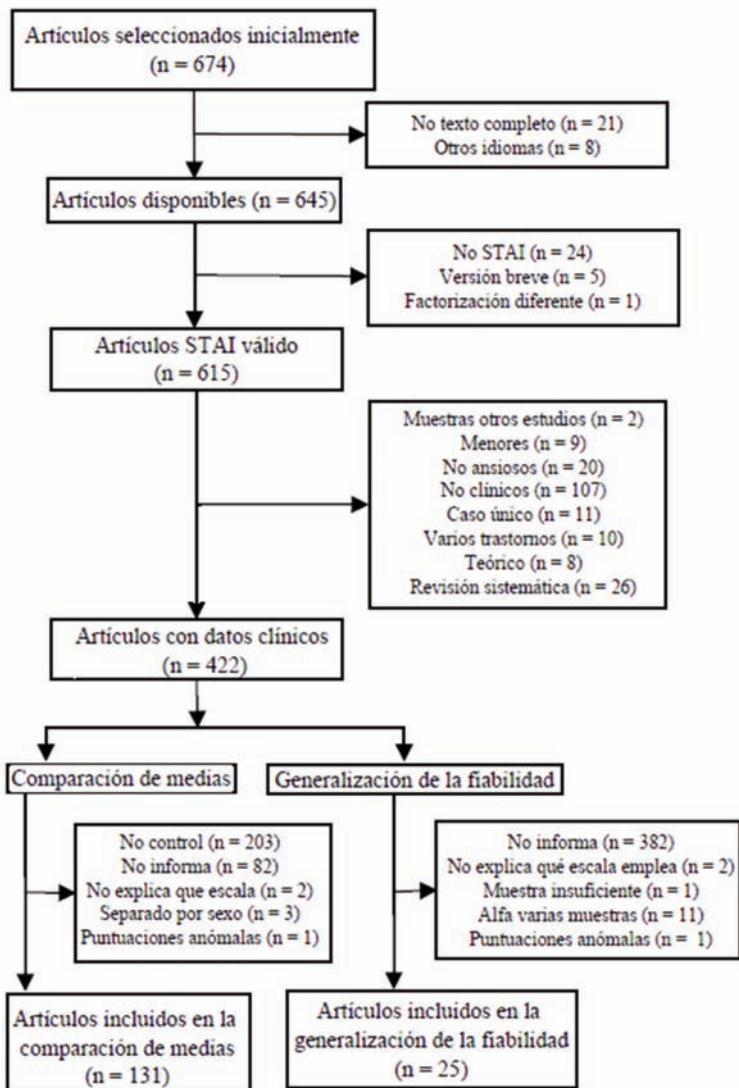 Artículos seleccionados inicialmente
(n = 674)
No texto completo (n = 21)
Otros idiomas (n = 8)
Artículos disponibles (n = 645)
No STAI (n = 24)
Versión breve (n = 5)
Factorización diferente (n = 1)
Artículos STAI válido
(n = 615)
Muestras otros estudios (n = 2)
Menores (n = 9)
No ansiosos (n = 20)
No clínicos (n = 107)
Caso único (n = 11)
Varios trastornos (n = 10)
Teórico (n = 8)
Revisión sistemática (n = 26)
Artículos con datos clínicos
(n = 422)
Comparación de medias
No control (n = 203)
No informa (n = 82)
No explica que escala (n = 2)
Separado por sexo (n = 3)
Puntuaciones anómalas (n = 1)
Artículos incluidos en la
comparación de medias
(n = 131)
Generalización de la fiabilidad
No informa (n = 382)
No explica qué escala emplea (n = 2)
Muestra insuficiente (n = 1)
Alfa varias muestras (n = 11)
Puntuaciones anómalas (n = 1)
Artículos incluidos en la
generalización de la fiabilidad
(n = 25)